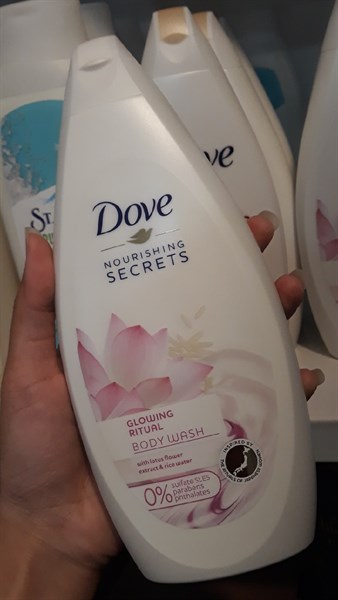 Dove
NOURISHING
SECRETS
GLOWING
RITUAL
BODY WASH
with lotus flower
extract & rice water
0% sulfate SLES
parabens
phthalates
INSPIRED BY
ve
St